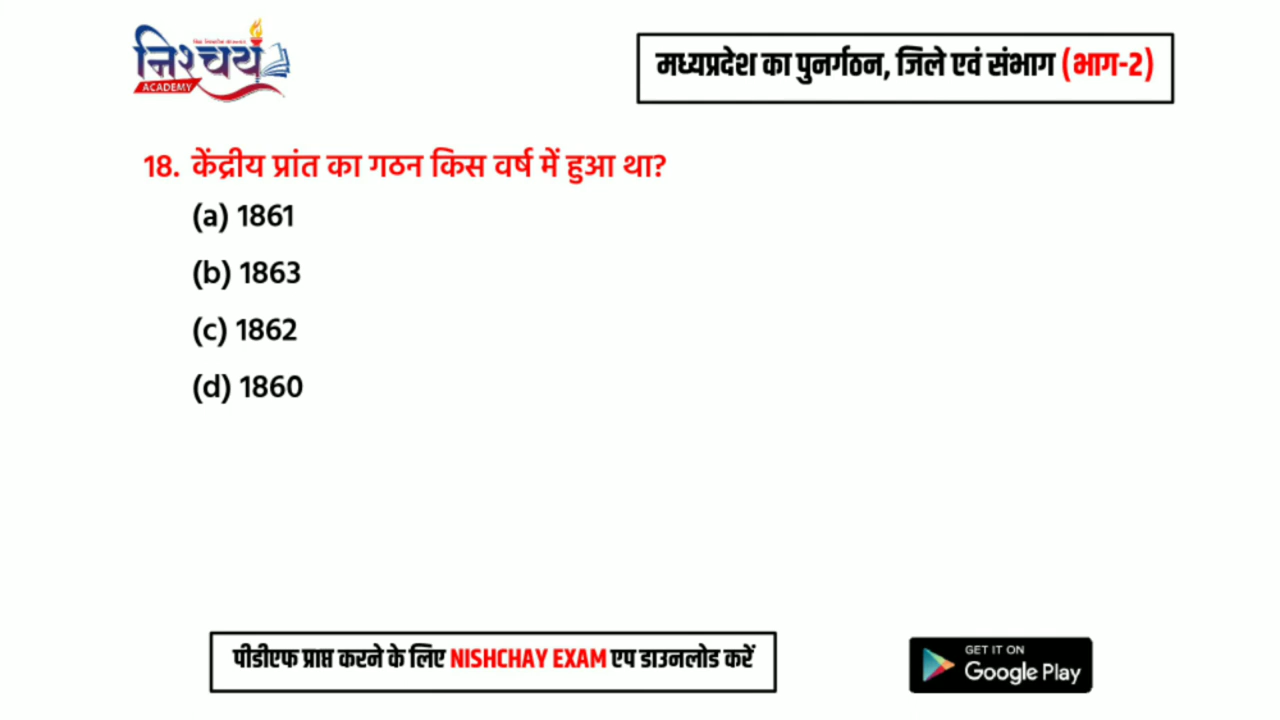 निश्चय
ACADEMY
मध्यप्रदेश का पुनर्गठन, जिले एवं संभाग (भाग-2)
18. केंद्रीय प्रांत का गठन किस वर्ष में हुआ था?
(a) 1861
(b) 1863
(c) 1862
(d) 1860
पीडीएफ प्राप्त करने के लिए NISHCHAY EXAM एप डाउनलोड करें
GET IT ON
Google Play